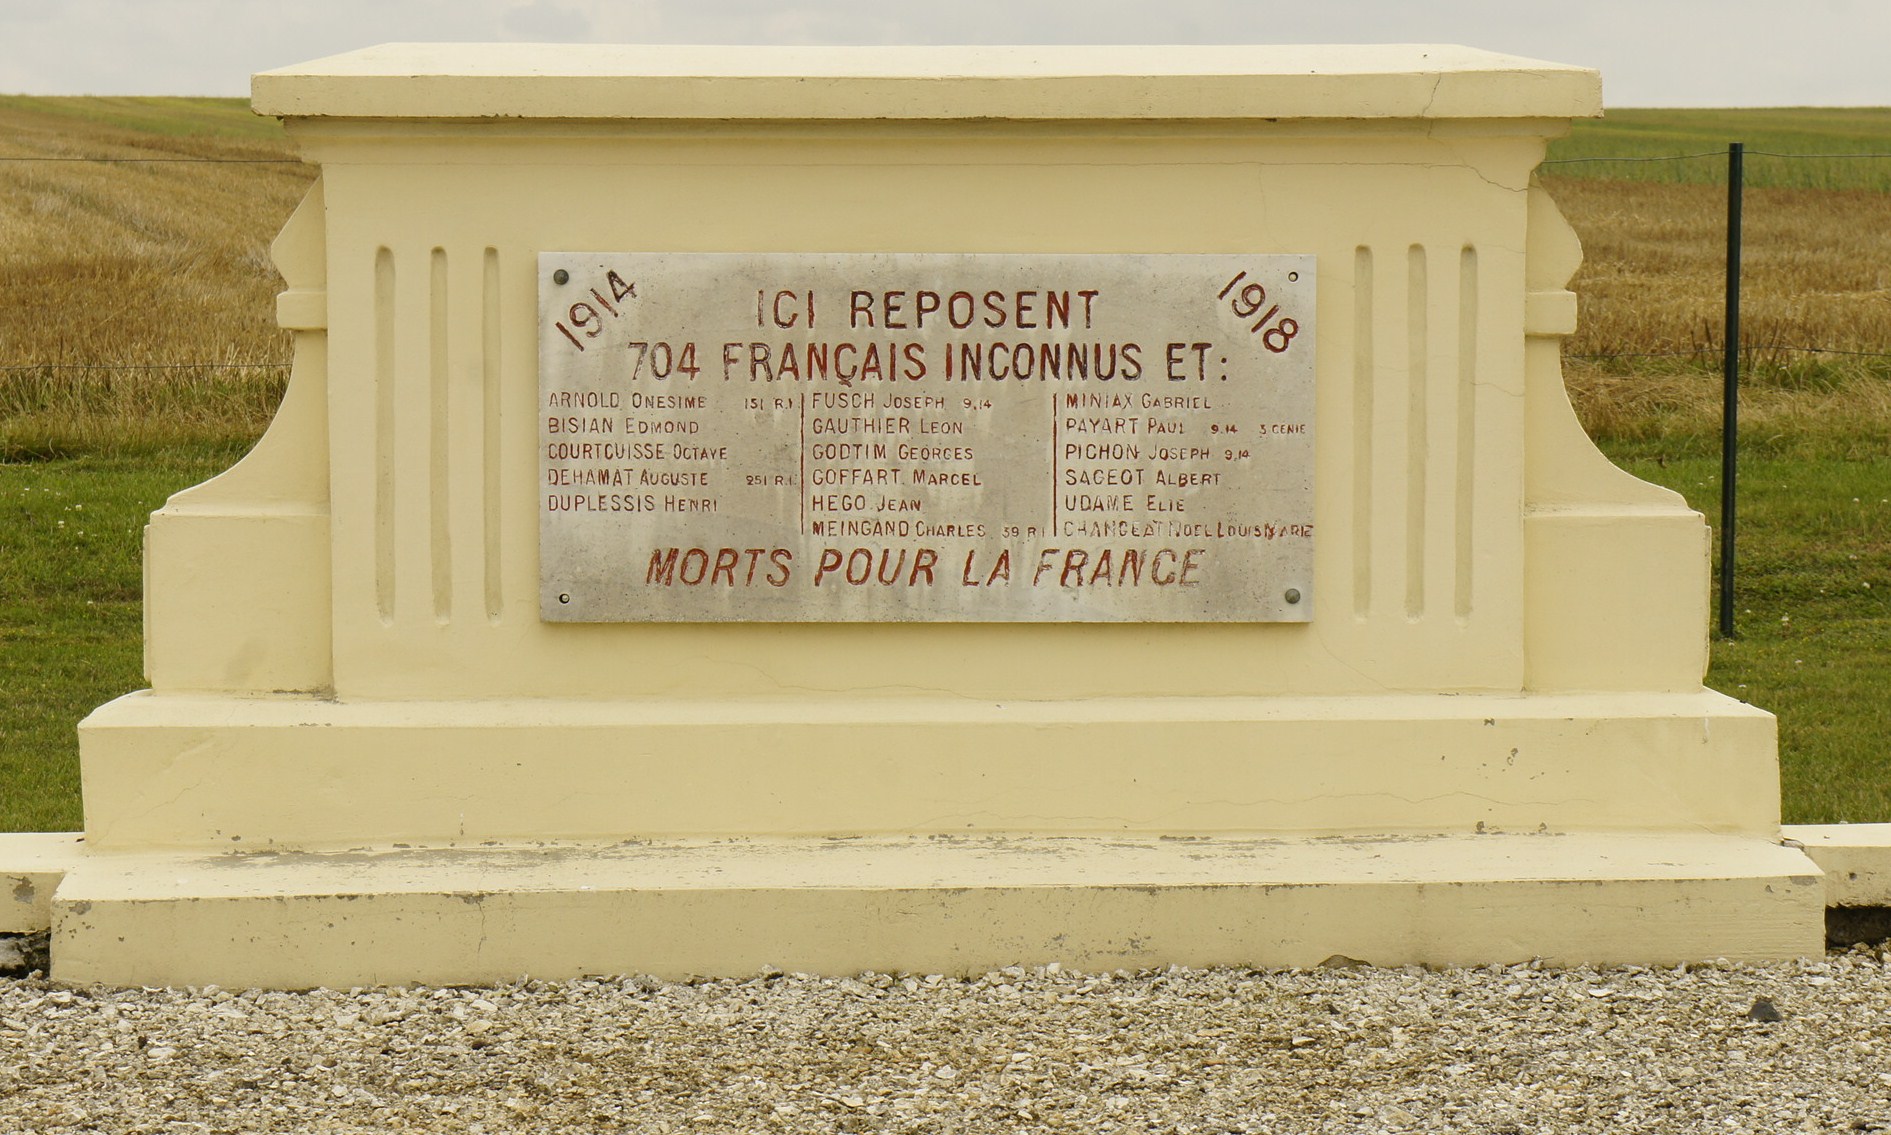 1914
1918
ICI REPOSENT
704 FRANÇAIS INCONNUS ET:
ARNOLD ONESIME 151 R.I.
BISIAN EDMOND
COURTCUISSE OCTAVE
DEHAMAT AUGUSTE 251 R.I.
DUPLESSIS HENRI
FUSCH JOSEPH 9.14
GAUTHIER LEON
GODTIM GEORGES
GOFFART MARCEL
HEGO JEAN
MEINGAND CHARLES 39 R I
MINIAX GABRIEL
PAYART PAUL 9.14 3 GENIE
PICHON JOSEPH 9.14
SAGEOT ALBERT
UDAME ELIE
CHANGEAT NOEL LOUIS MARIE
MORTS POUR LA FRANCE